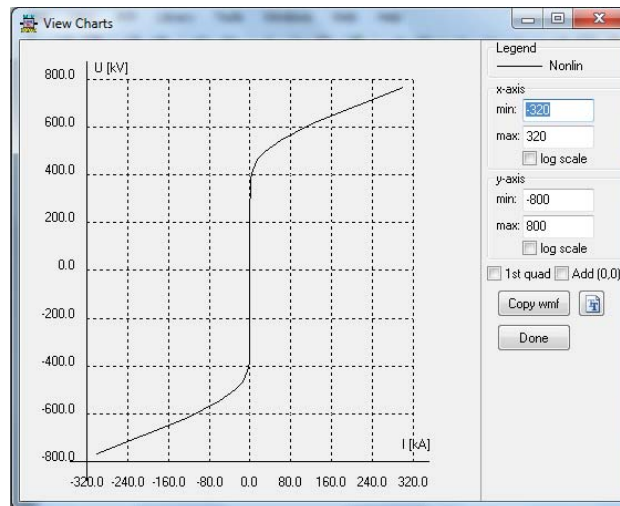 View Charts
U [kV]
800.0
600.0
400.0
200.0
0.0
-200.0
-400.0
-600.0
-800.0
I [kA]
-320.0 -240.0 -160.0 -80.0 0.0 80.0 160.0 240.0 320.0
Legend
Nonlin
x-axis
min: -320
max: 320
log scale
y-axis
min: -800
max: 800
log scale
1st quad Add (0,0)
Copy wmf
Done